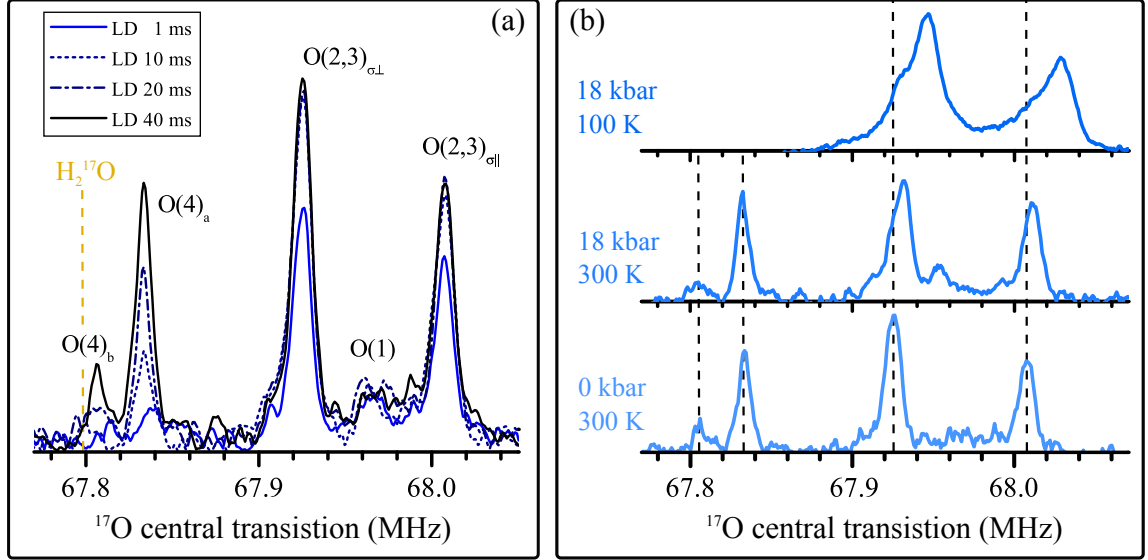 (a)
LD 1 ms
LD 10 ms
LD 20 ms
LD 40 ms
H₂¹⁷O
O(4)b
O(4)a
O(2,3)σ⊥
O(1)
O(2,3)σ||
67.8 67.9 68.0
¹⁷O central transistion (MHz)
(b)
18 kbar
100 K
18 kbar
300 K
0 kbar
300 K
67.8 67.9 68.0
¹⁷O central transistion (MHz)